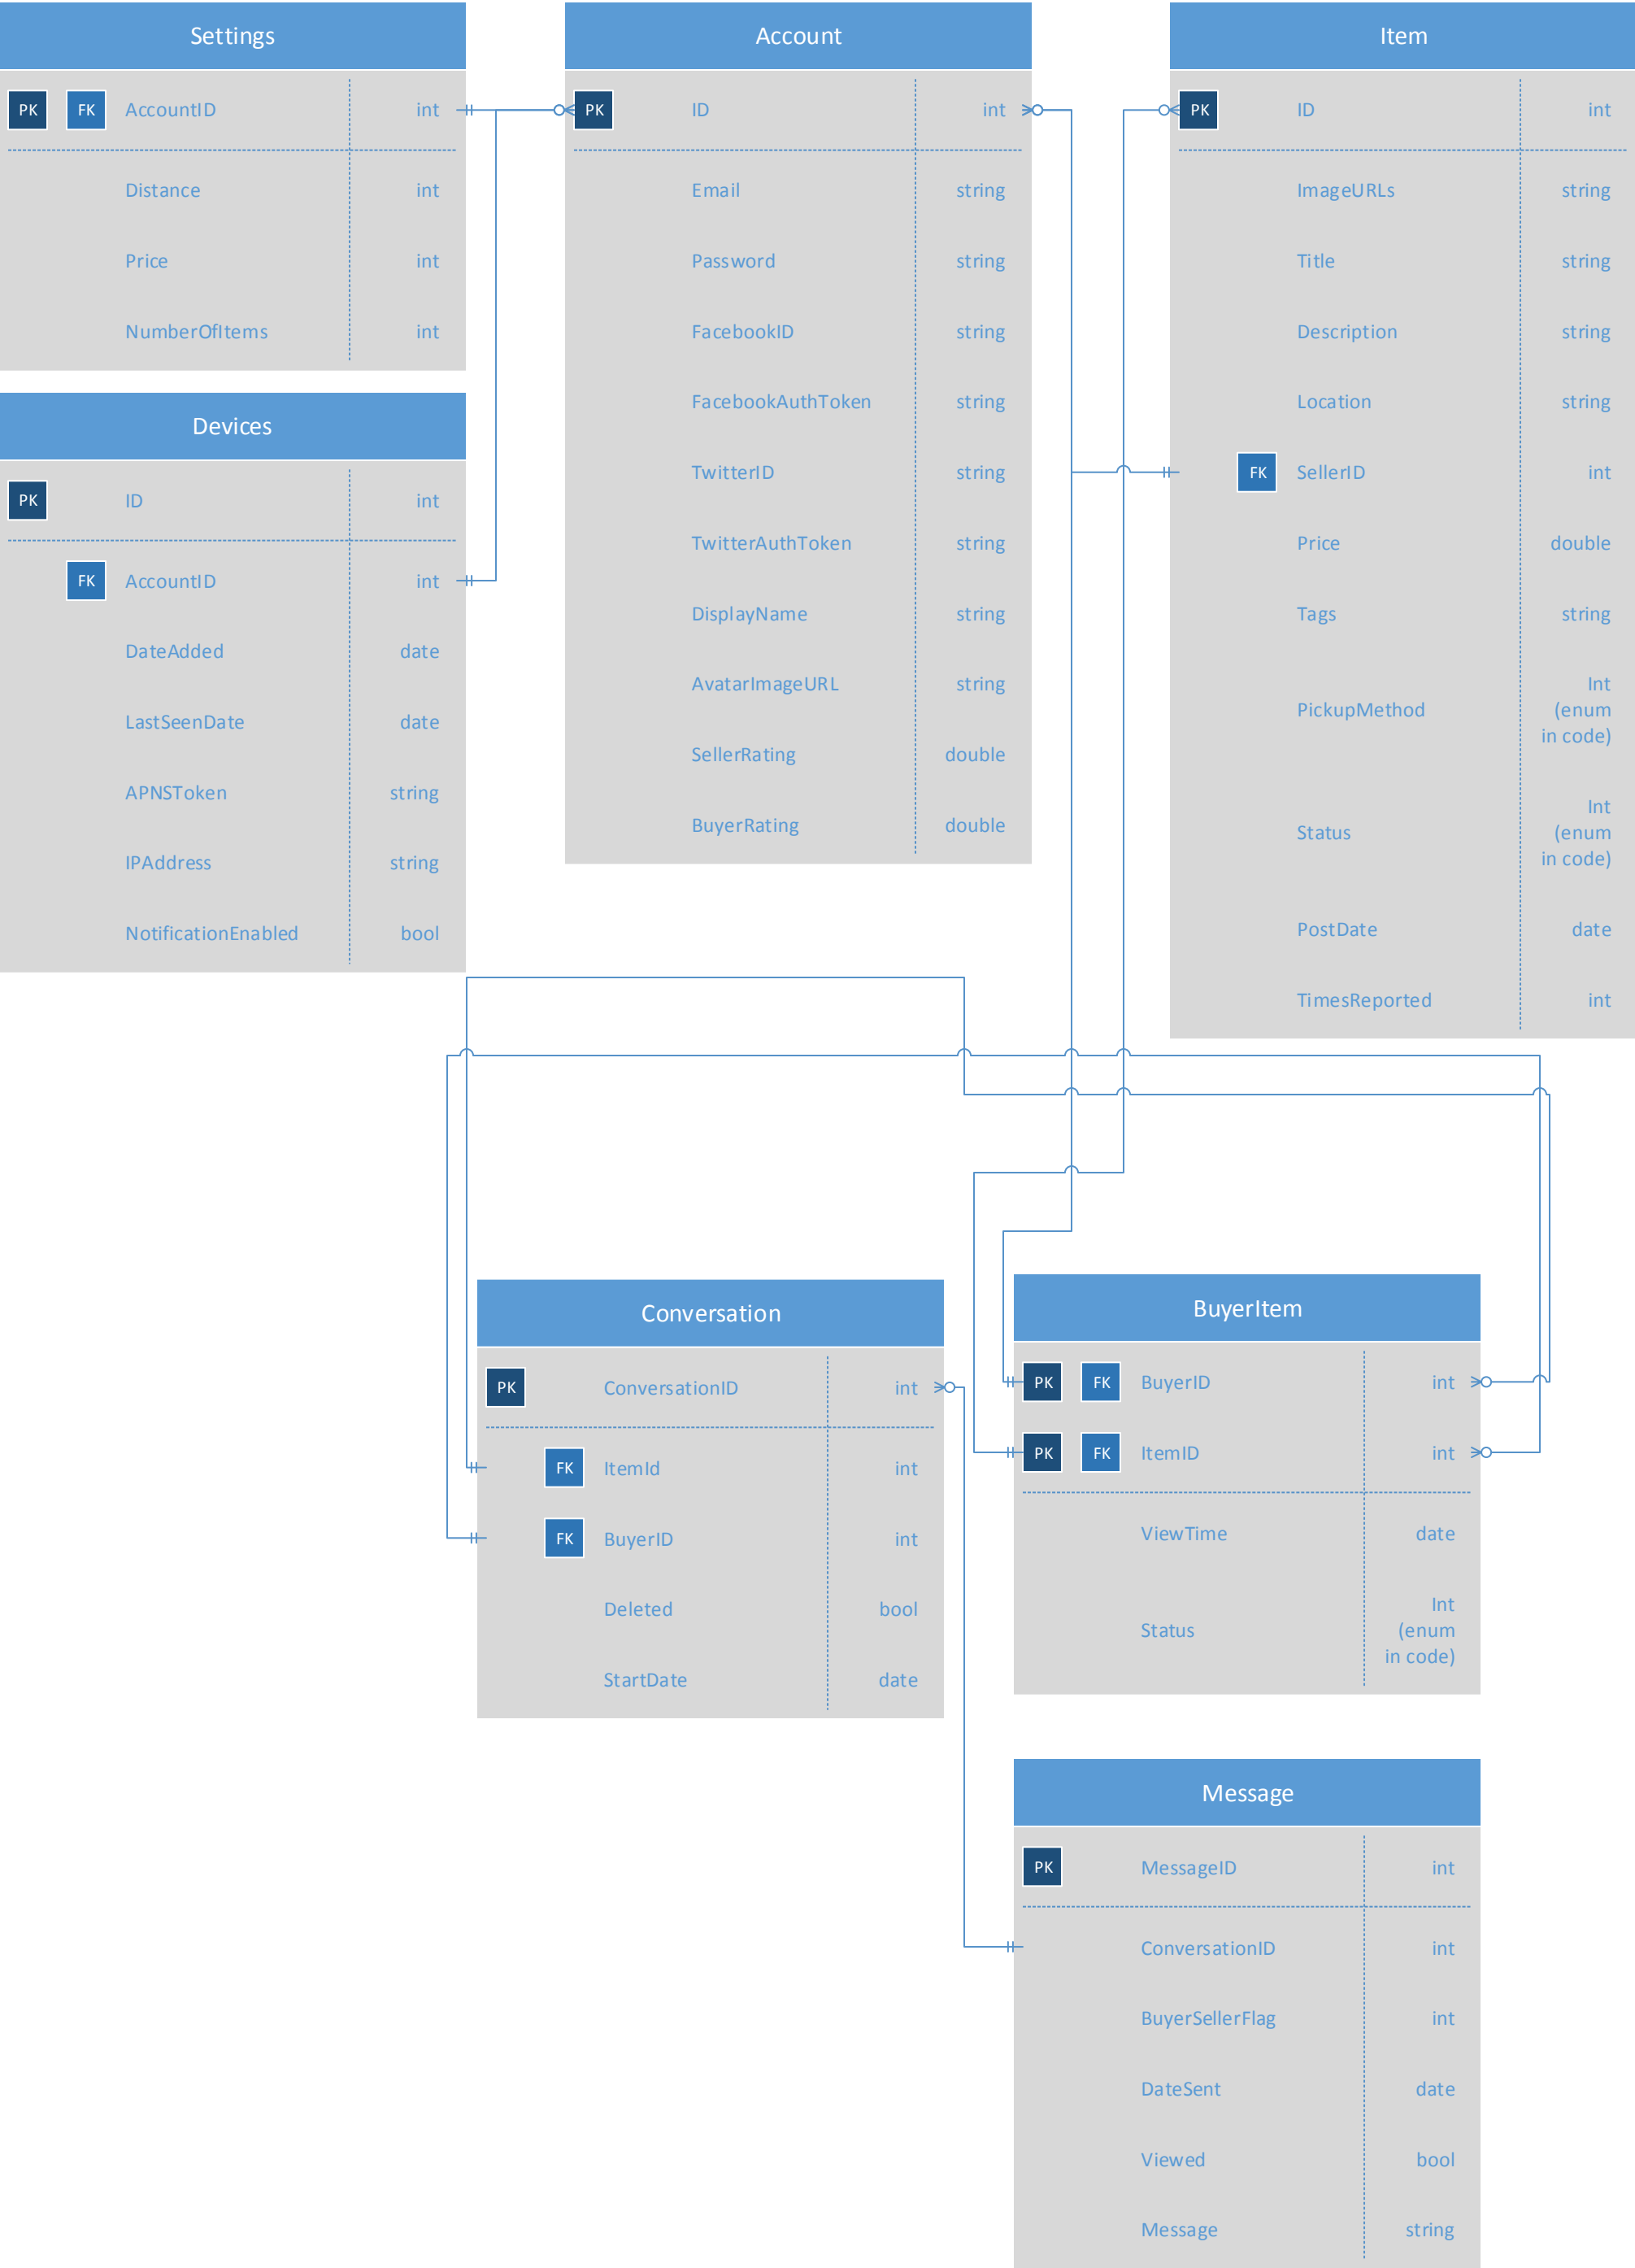 Settings
PK FK AccountID int
Distance int
Price int
NumberOfItems int
Devices
PK ID int
FK AccountID int
DateAdded date
LastSeenDate date
APNSToken string
IPAddress string
NotificationEnabled bool
Account
PK ID int
Email string
Password string
FacebookID string
FacebookAuthToken string
TwitterID string
TwitterAuthToken string
DisplayName string
AvatarImageURL string
SellerRating double
BuyerRating double
Item
PK ID int
ImageURLs string
Title string
Description string
Location string
FK SellerID int
Price double
Tags string
PickupMethod Int
(enum
in code)
Status Int
(enum
in code)
PostDate date
TimesReported int
Conversation
PK ConversationID int
FK ItemId int
FK BuyerID int
Deleted bool
StartDate date
BuyerItem
PK FK BuyerID int
PK FK ItemID int
ViewTime date
Status Int
(enum
in code)
Message
PK MessageID int
ConversationID int
BuyerSellerFlag int
DateSent date
Viewed bool
Message string